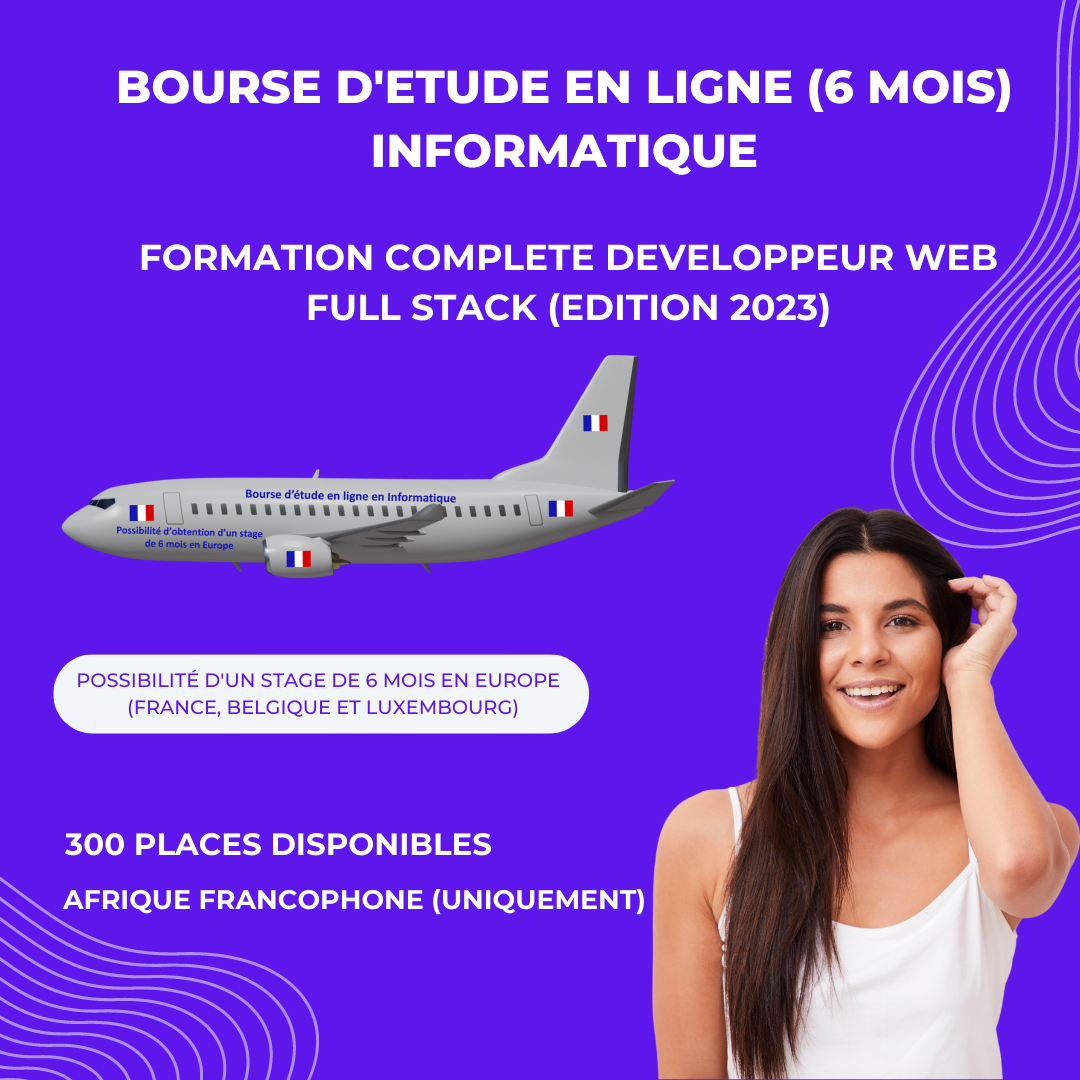 BOURSE D'ETUDE EN LIGNE (6 MOIS)
INFORMATIQUE
FORMATION COMPLETE DEVELOPPEUR WEB
FULL STACK (EDITION 2023)
Bourse d'étude en ligne en Informatique
Possibilité d'obtention d'un stage
de 6 mois en Europe
POSSIBILITÉ D'UN STAGE DE 6 MOIS EN EUROPE
(FRANCE, BELGIQUE ET LUXEMBOURG)
300 PLACES DISPONIBLES
AFRIQUE FRANCOPHONE (UNIQUEMENT)